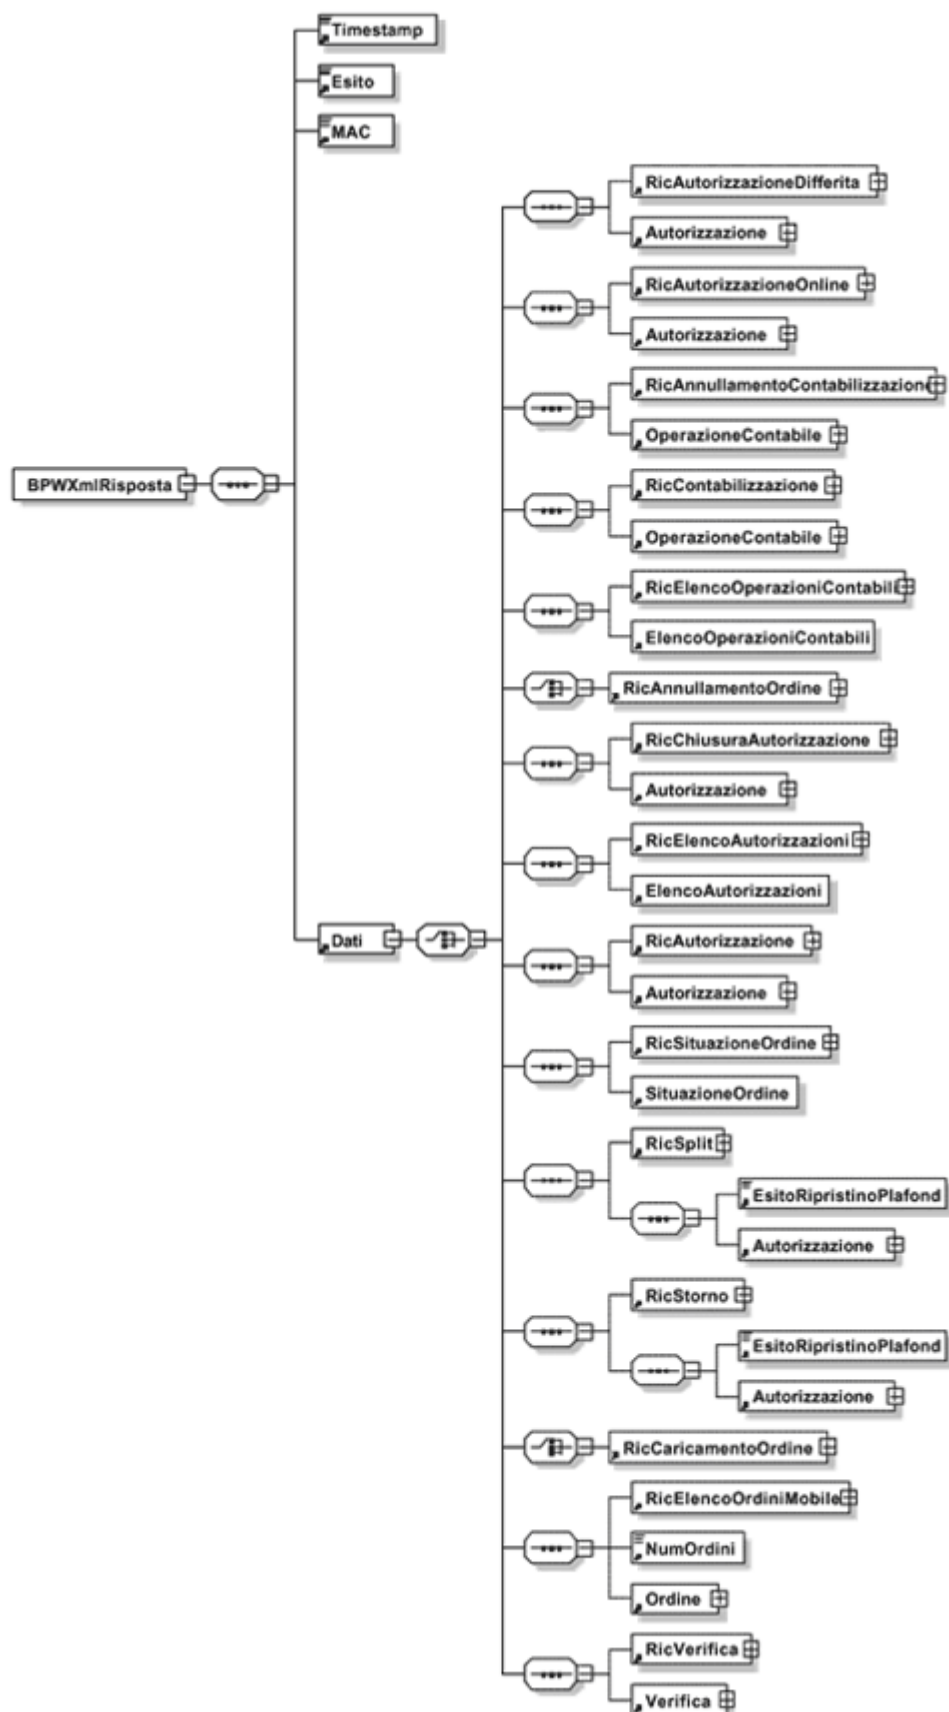 Timestamp
Esito
MAC
RicAutorizzazioneDifferita
Autorizzazione
RicAutorizzazioneOnline
Autorizzazione
RicAnnullamentoContabilizzazione
OperazioneContabile
BPWXmlRisposta
RicContabilizzazione
OperazioneContabile
RicElencoOperazioniContabili
ElencoOperazioniContabili
RicAnnullamentoOrdine
RicChiusuraAutorizzazione
Autorizzazione
RicElencoAutorizzazioni
ElencoAutorizzazioni
Dati
RicAutorizzazione
Autorizzazione
RicSituazioneOrdine
SituazioneOrdine
RicSplit
EsitoRipristinoPlafond
Autorizzazione
RicStorno
EsitoRipristinoPlafond
Autorizzazione
RicCaricamentoOrdine
RicElencoOrdiniMobile
NumOrdini
Ordine
RicVerifica
Verifica